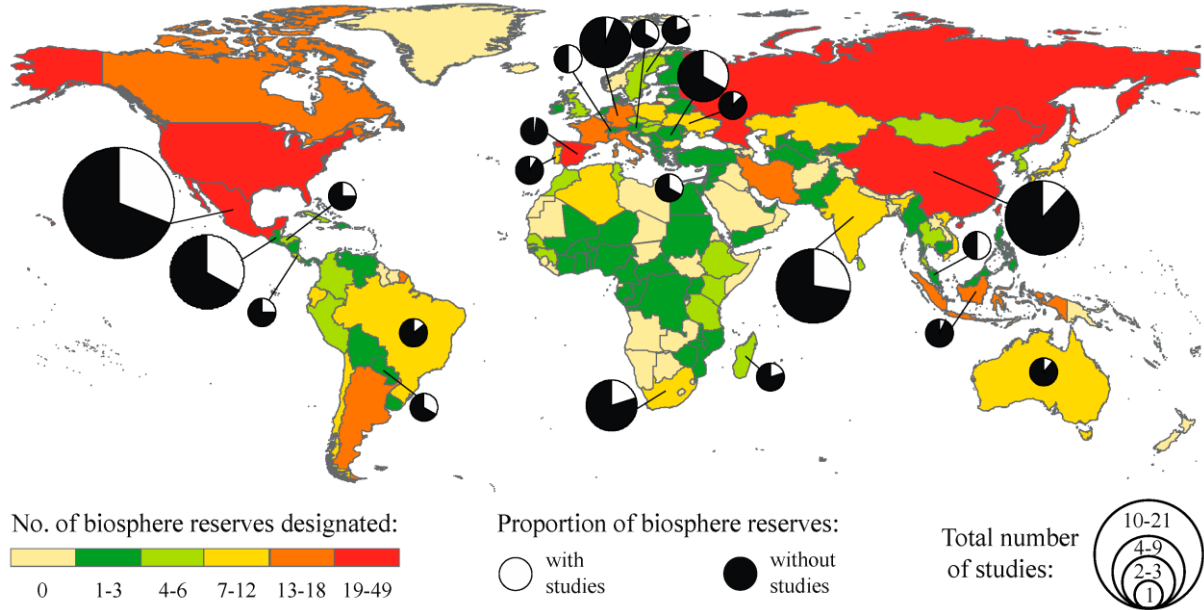 No. of biosphere reserves designated:
0 1-3 4-6 7-12 13-18 19-49
Proportion of biosphere reserves:
with
studies
without
studies
Total number
of studies:
10-21
4-9
2-3
1